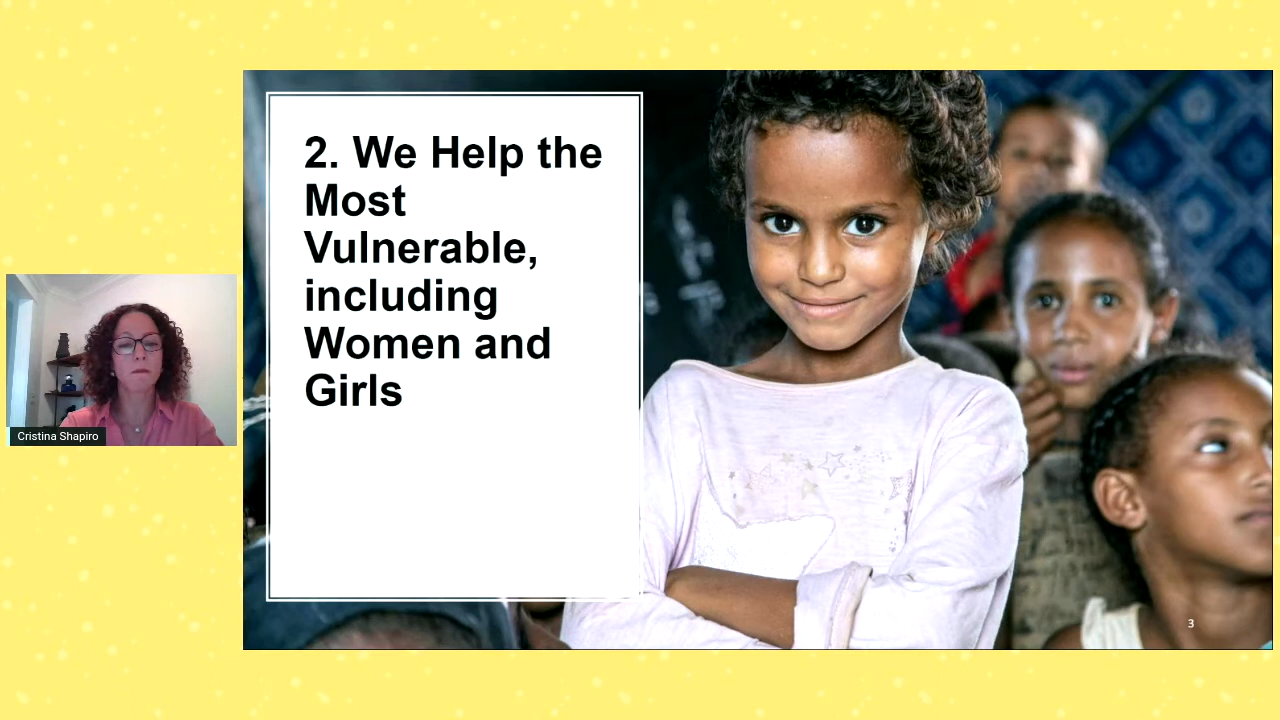 2. We Help the
Most
Vulnerable,
including
Women and
Girls
Cristina Shapiro
3